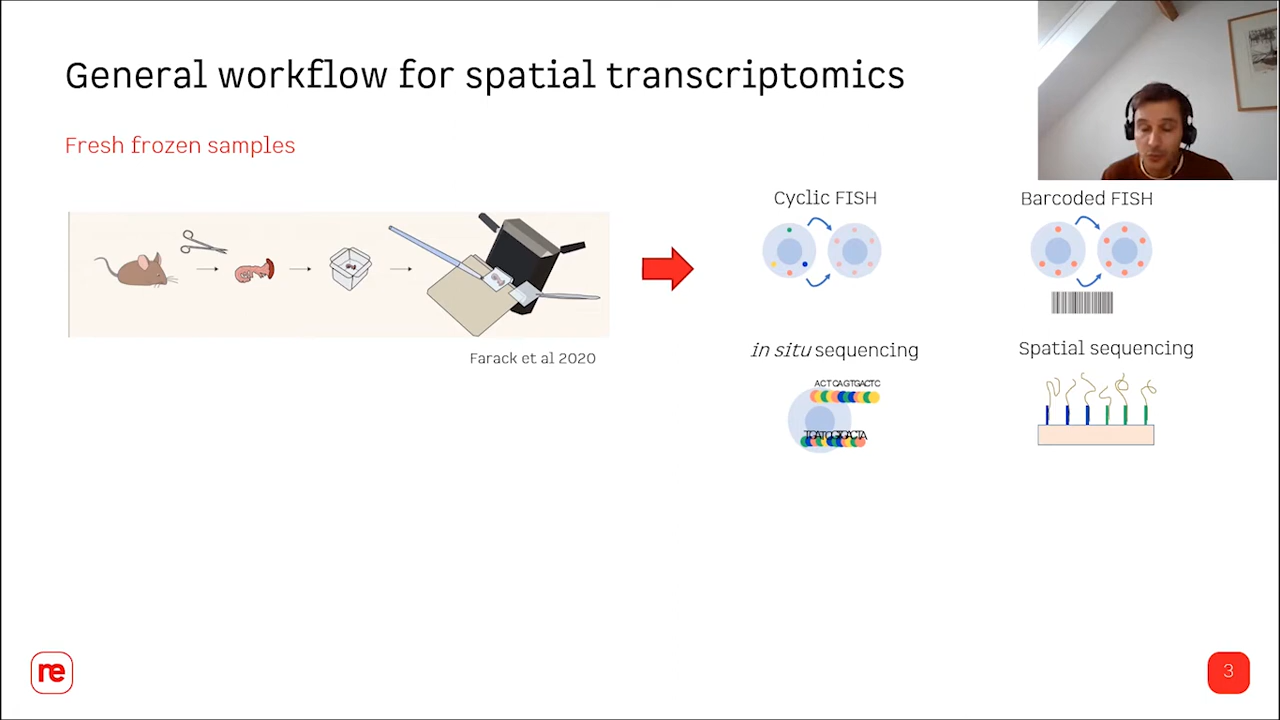 General workflow for spatial transcriptomics
Fresh frozen samples
Farack et al 2020
Cyclic FISH
Barcoded FISH
in situ sequencing
ACTCAGTGACTC
Spatial sequencing
re
3